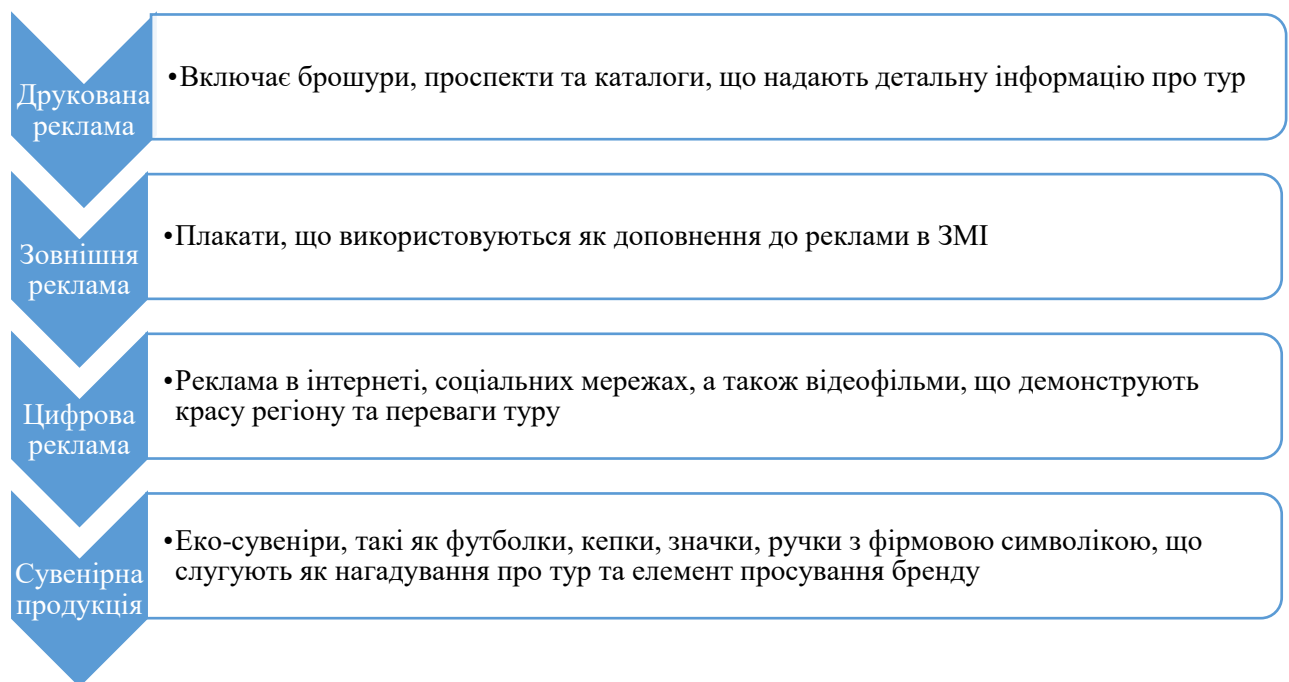 Друкована
реклама
•Включає брошури, проспекти та каталоги, що надають детальну інформацію про тур
Зовнішня
реклама
•Плакати, що використовуються як доповнення до реклами в ЗМІ
Цифрова
реклама
•Реклама в інтернеті, соціальних мережах, а також відеофільми, що демонструють
красу регіону та переваги туру
Сувенірна
продукція
•Еко-сувеніри, такі як футболки, кепки, значки, ручки з фірмовою символікою, що
слугують як нагадування про тур та елемент просування бренду